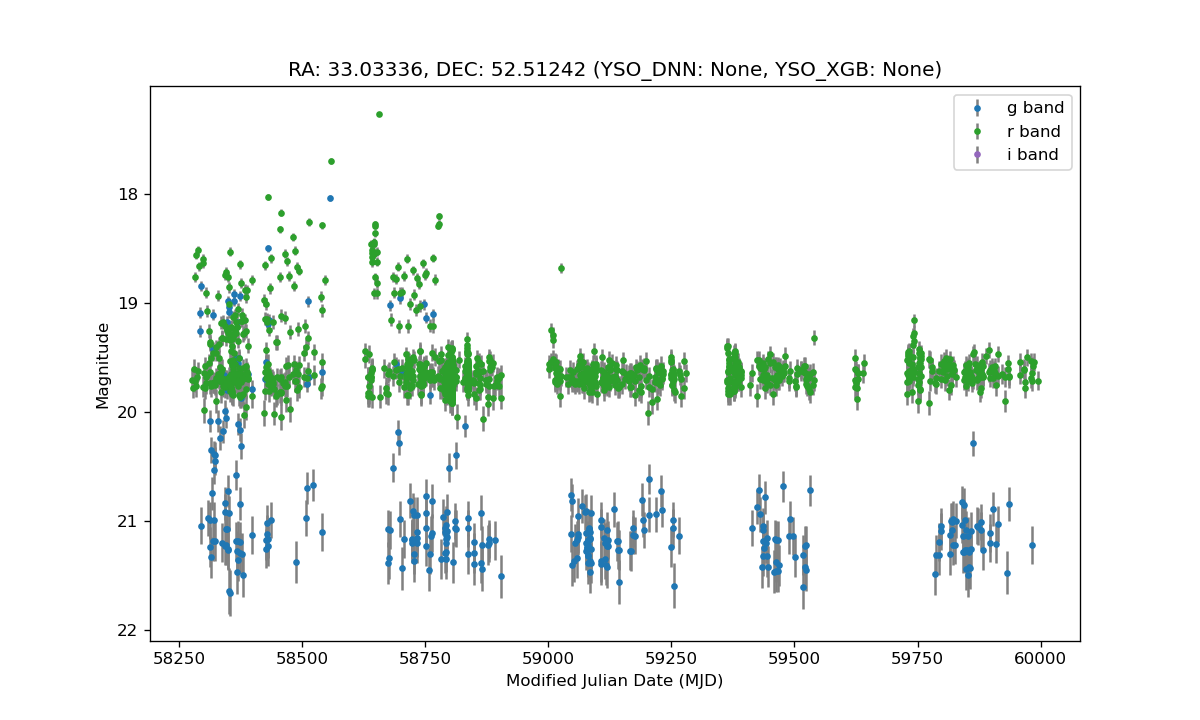 RA: 33.03336, DEC: 52.51242 (YSO_DNN: None, YSO_XGB: None)
g band
r band
i band
18
19
20
21
22
Magnitude
58250 58500 58750 59000 59250 59500 59750 60000
Modified Julian Date (MJD)